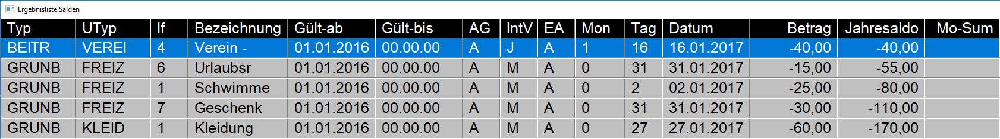 Ergebnisliste Salden
Typ UTyp lf Bezeichnung Gült-ab Gült-bis AG IntV EA Mon Tag Datum Betrag Jahresaldo Mo-Sum
BEITR VEREI 4 Verein - 01.01.2016 00.00.00 A J A 1 16 16.01.2017 -40,00 -40,00
GRUNB FREIZ 6 Urlaubsr 01.01.2016 00.00.00 A M A 0 31 31.01.2017 -15,00 -55,00
GRUNB FREIZ 1 Schwimme 01.01.2016 00.00.00 A M A 0 2 02.01.2017 -25,00 -80,00
GRUNB FREIZ 7 Geschenk 01.01.2016 00.00.00 A M A 0 31 31.01.2017 -30,00 -110,00
GRUNB KLEID 1 Kleidung 01.01.2016 00.00.00 A M A 0 27 27.01.2017 -60,00 -170,00